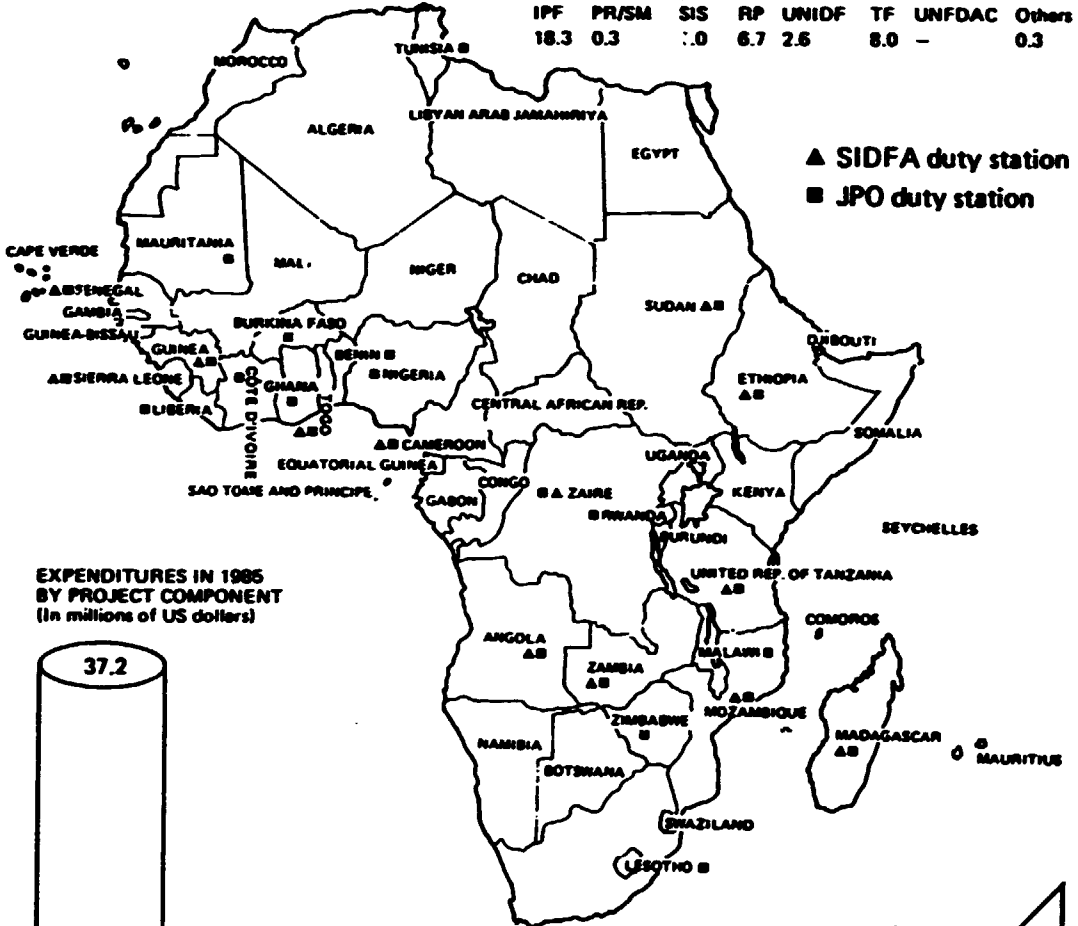 IPF PR/SM SIS RP UNIDF TF UNFDAC Others
18.3 0.3 :.0 6.7 2.6 8.0 – 0.3
TUNISIA
MOROCCO
LIBYAN ARAB JAMAHIRIYA
ALGERIA
EGYPT
▲ SIDFA duty station
■ JPO duty station
CAPE VERDE
MAURITANIA
MAL.
NIGER
CHAD
SUDAN
SENEGAL
GAMBIA
GUINEA-BISSAU
BURKINA FASO
GUINEA
BENIN
DJIBOUTI
SIERRA LEONE
GHANA
NIGERIA
ETHIOPIA
LIBERIA
COTE D'IVOIRE
TOGO
CENTRAL AFRICAN REP.
SOMALIA
CAMEROON
EQUATORIAL GUINEA
UGANDA
SAO TOME AND PRINCIPE
CONGO
GABON
ZAIRE
KENYA
RWANDA
BURUNDI
SEYCHELLES
EXPENDITURES IN 1985
BY PROJECT COMPONENT
(In millions of US dollars)
UNITED REP. OF TANZANIA
COMOROS
37.2
ANGOLA
ZAMBIA
MALAWI
MOZAMBIQUE
ZIMBABWE
NAMIBIA
BOTSWANA
MADAGASCAR
MAURITIUS
SWAZILAND
LESOTHO